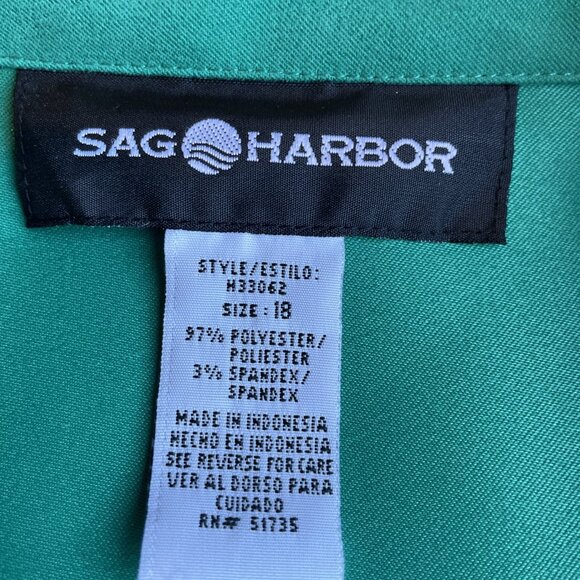 SAG HARBOR
STYLE/ESTILO:
H33062
SIZE: 18
97% POLYESTER/
POLIESTER
3% SPANDEX/
SPANDEX
MADE IN INDONESIA
HECHO EN INDONESIA
SEE REVERSE FOR CARE
VER AL DORSO PARA
CUIDADO
RN# 51735